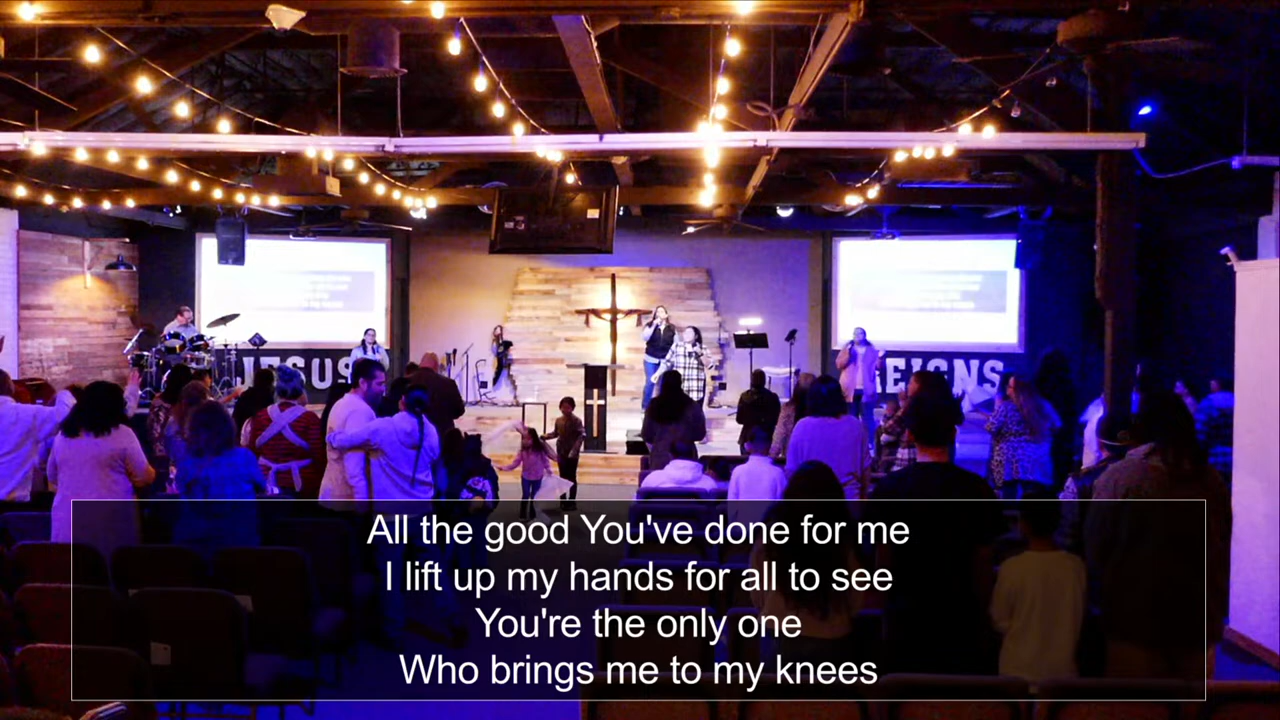 JESUS
REIGNS
All the good You've done for me
I lift up my hands for all to see
You're the only one
Who brings me to my knees